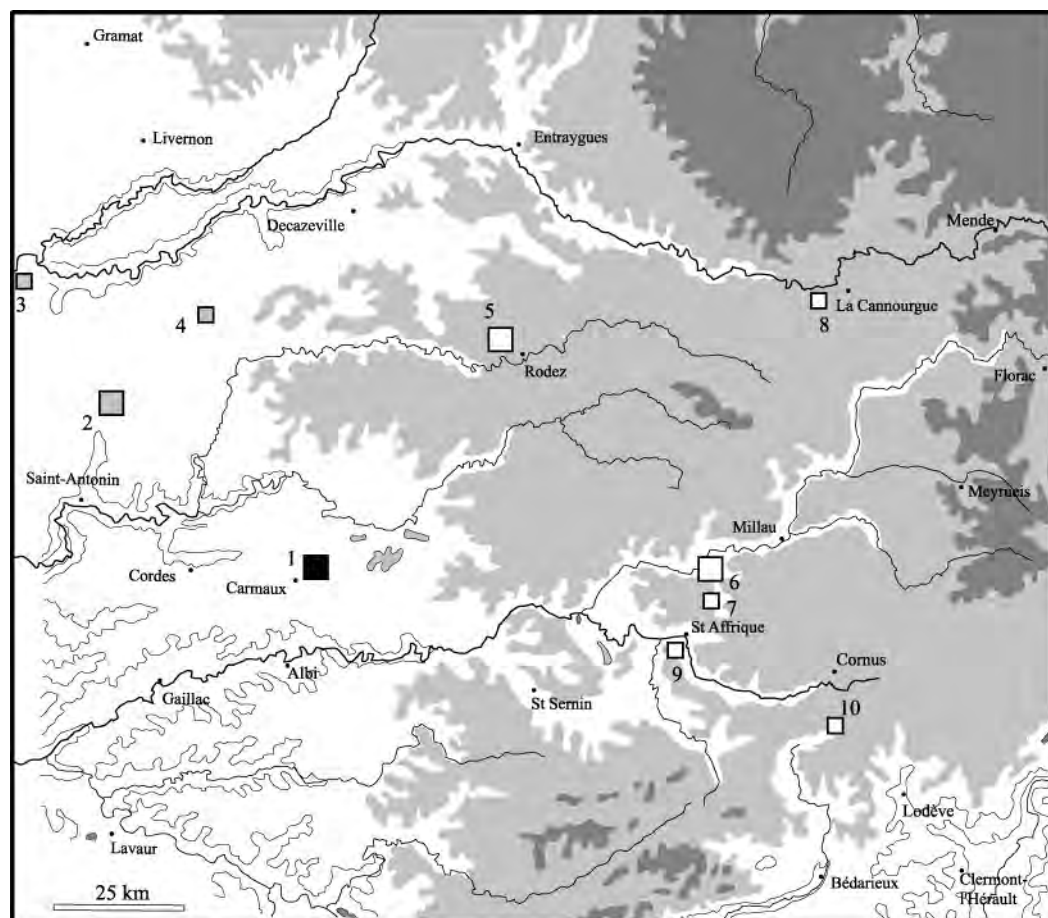 Gramat
Livernon
Entraygues
Decazeville
Mende
3
4
5
La Cannourgue
8
Rodez
Florac
2
Saint-Antonin
Meyrueis
Millau
1
Cordes
Carmaux
6
7
St Affrique
9
Cornus
Albi
Gaillac
St Sernin
10
Lodève
Lavaur
Bédarieux
Clermont-
l'Hérault
25 km